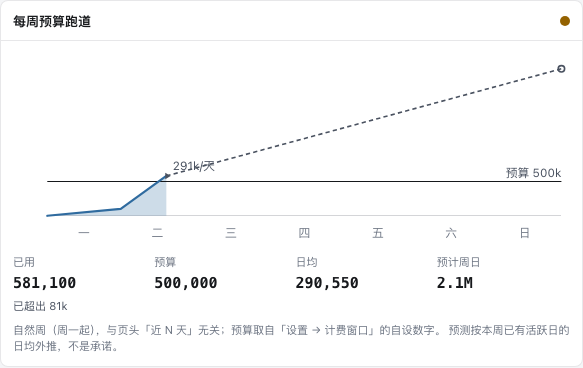 每周预算跑道
291k/天
预算 500k
一 二 三 四 五 六 日
已用 预算 日均 预计周日
581,100 500,000 290,550 2.1M
已超出 81k
自然周（周一起），与页头「近 N 天」无关；预算取自「设置 → 计费窗口」的自设数字。 预测按本周已有活跃日的
日均外推，不是承诺。